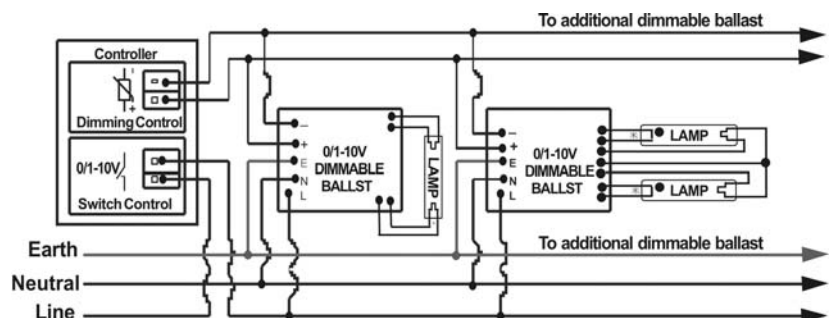 To additional dimmable ballast
Controller
-
+
Dimming Control
0/1-10V
Switch Control
−
+
E
N
L
0/1-10V
DIMMABLE
BALLST
LAMP
−
+
E
N
L
0/1-10V
DIMMABLE
BALLST
LAMP
LAMP
Earth
To additional dimmable ballast
Neutral
Line